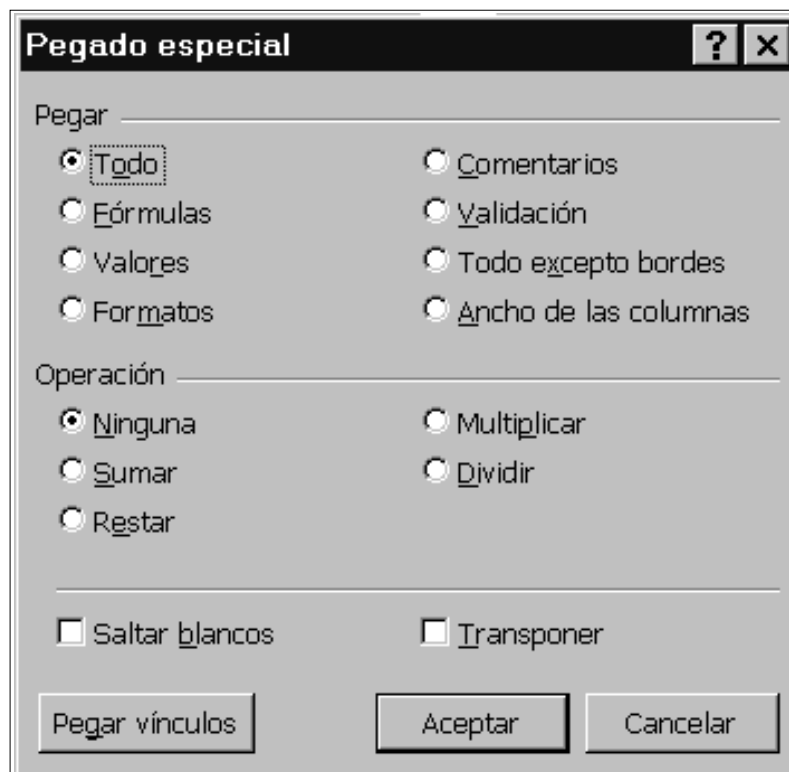 Pegado especial
Pegar
Todo
Comentarios
Fórmulas
Validación
Valores
Todo excepto bordes
Formatos
Ancho de las columnas
Operación
Ninguna
Multiplicar
Sumar
Dividir
Restar
Saltar blancos
Transponer
Pegar vínculos
Aceptar
Cancelar